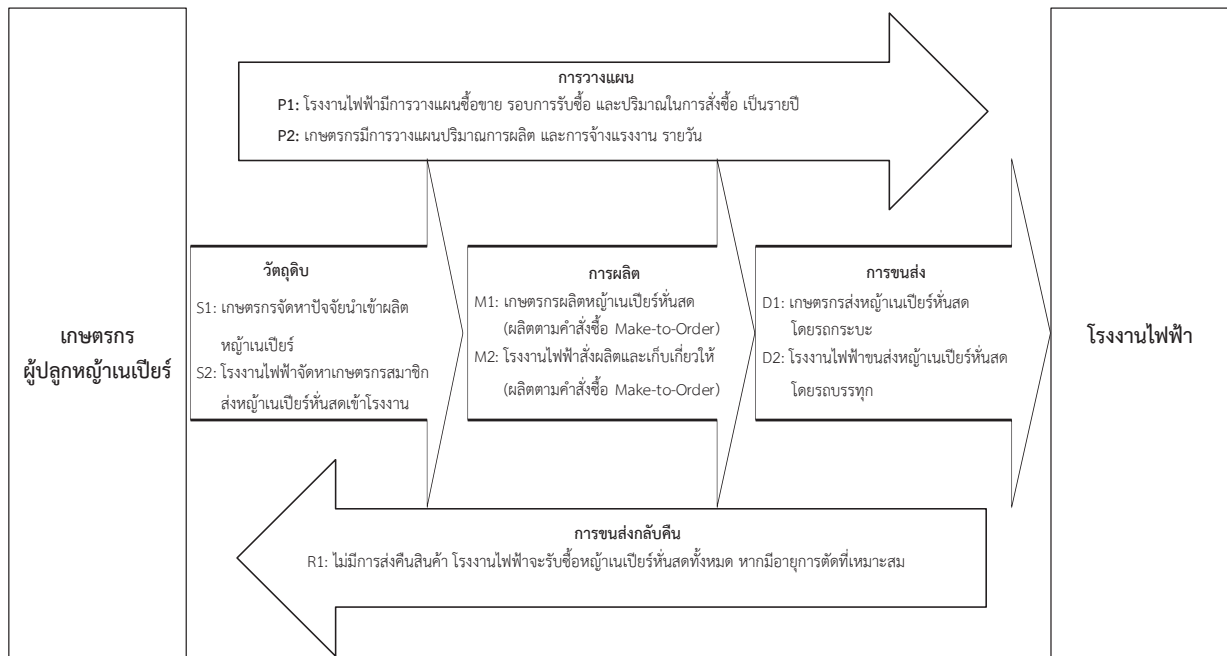 การวางแผน
P1: โรงงานไฟฟ้ามีการวางแผนซื้อขาย รอบการรับซื้อ และปริมาณในการสั่งซื้อ เป็นรายปี
P2: เกษตรกรมีการวางแผนปริมาณการผลิต และการจ้างแรงงาน รายวัน
เกษตรกร
ผู้ปลูกหญ้าเนเปียร์
วัตถุดิบ
S1: เกษตรกรจัดหาปัจจัยนำเข้าผลิต
หญ้าเนเปียร์
S2: โรงงานไฟฟ้าจัดหาเกษตรกรสมาชิก
ส่งหญ้าเนเปียร์หั่นสดเข้าโรงงาน
การผลิต
M1: เกษตรกรผลิตหญ้าเนเปียร์หั่นสด
(ผลิตตามคำสั่งซื้อ Make-to-Order)
M2: โรงงานไฟฟ้าสั่งผลิตและเก็บเกี่ยวให้
(ผลิตตามคำสั่งซื้อ Make-to-Order)
การขนส่ง
D1: เกษตรกรส่งหญ้าเนเปียร์หั่นสด
โดยรถกระบะ
D2: โรงงานไฟฟ้าขนส่งหญ้าเนเปียร์หั่นสด
โดยรถบรรทุก
โรงงานไฟฟ้า
การขนส่งกลับคืน
R1: ไม่มีการส่งคืนสินค้า โรงงานไฟฟ้าจะรับซื้อหญ้าเนเปียร์หั่นสดทั้งหมด หากมีอายุการตัดที่เหมาะสม